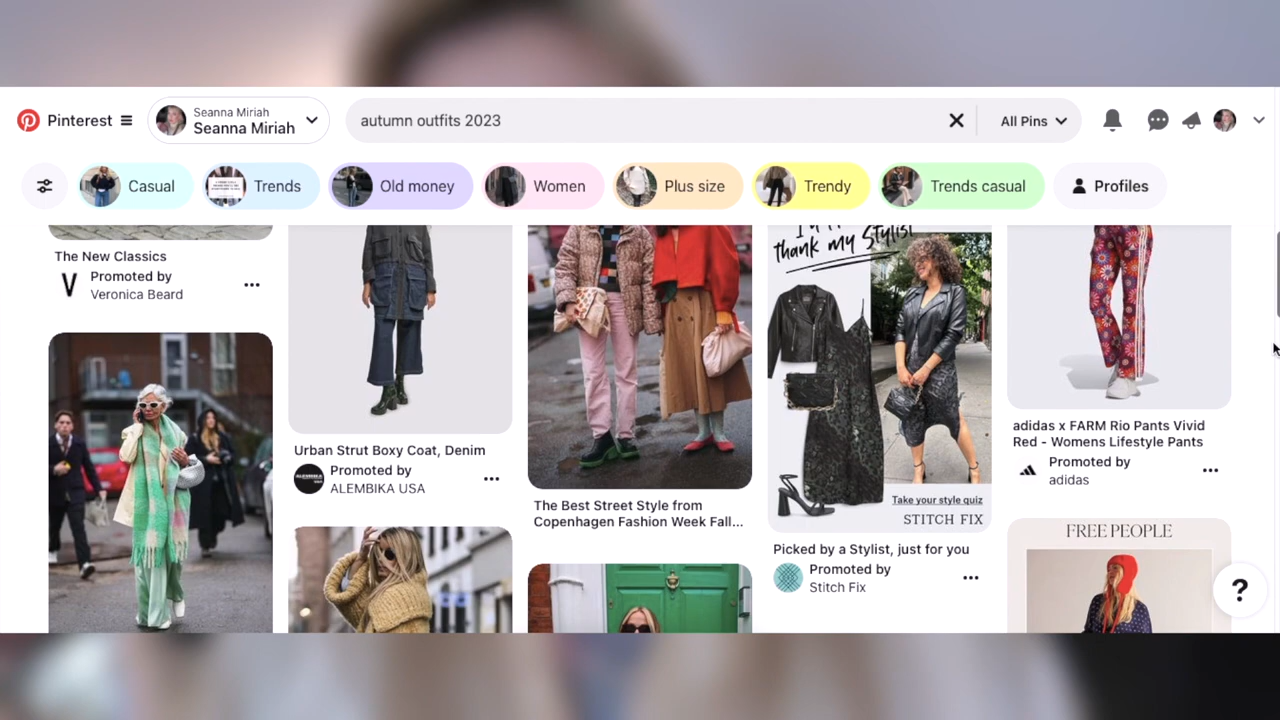 Pinterest
Seanna Miriah
Seanna Miriah
autumn outfits 2023
All Pins
Casual
Trends
Old money
Women
Plus size
Trendy
Trends casual
Profiles
The New Classics
V
Promoted by
Veronica Beard
Urban Strut Boxy Coat, Denim
ALEMBIKA
Promoted by
ALEMBIKA USA
The Best Street Style from
Copenhagen Fashion Week Fall...
thank my Stylist
Take your style quiz
STITCH FIX
Picked by a Stylist, just for you
Promoted by
Stitch Fix
adidas x FARM Rio Pants Vivid
Red - Womens Lifestyle Pants
Promoted by
adidas
FREE PEOPLE
?